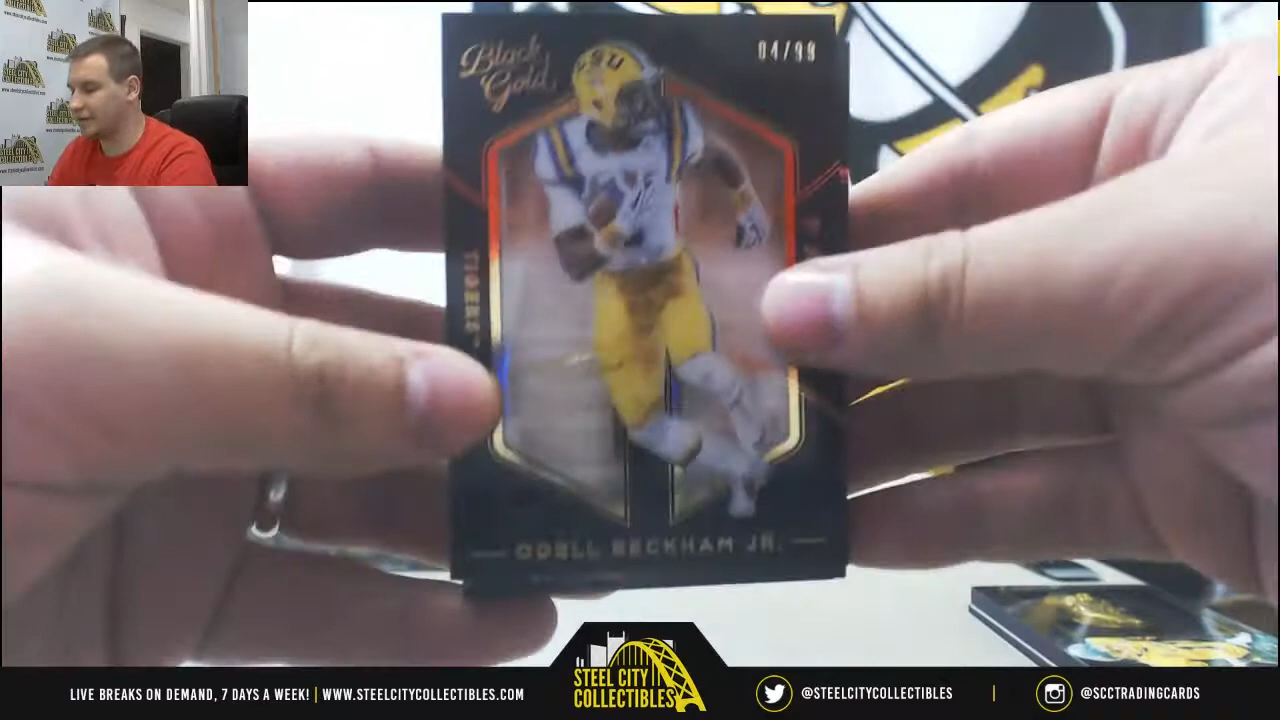 Black
Gold
04/99
LSU
TIGERS
ODELL BECKHAM JR.
LIVE BREAKS ON DEMAND, 7 DAYS A WEEK! | WWW.STEELCITYCOLLECTIBLES.COM
STEEL CITY
COLLECTIBLES
@STEELCITYCOLLECTIBLES
|
@SCCTRADINGCARDS